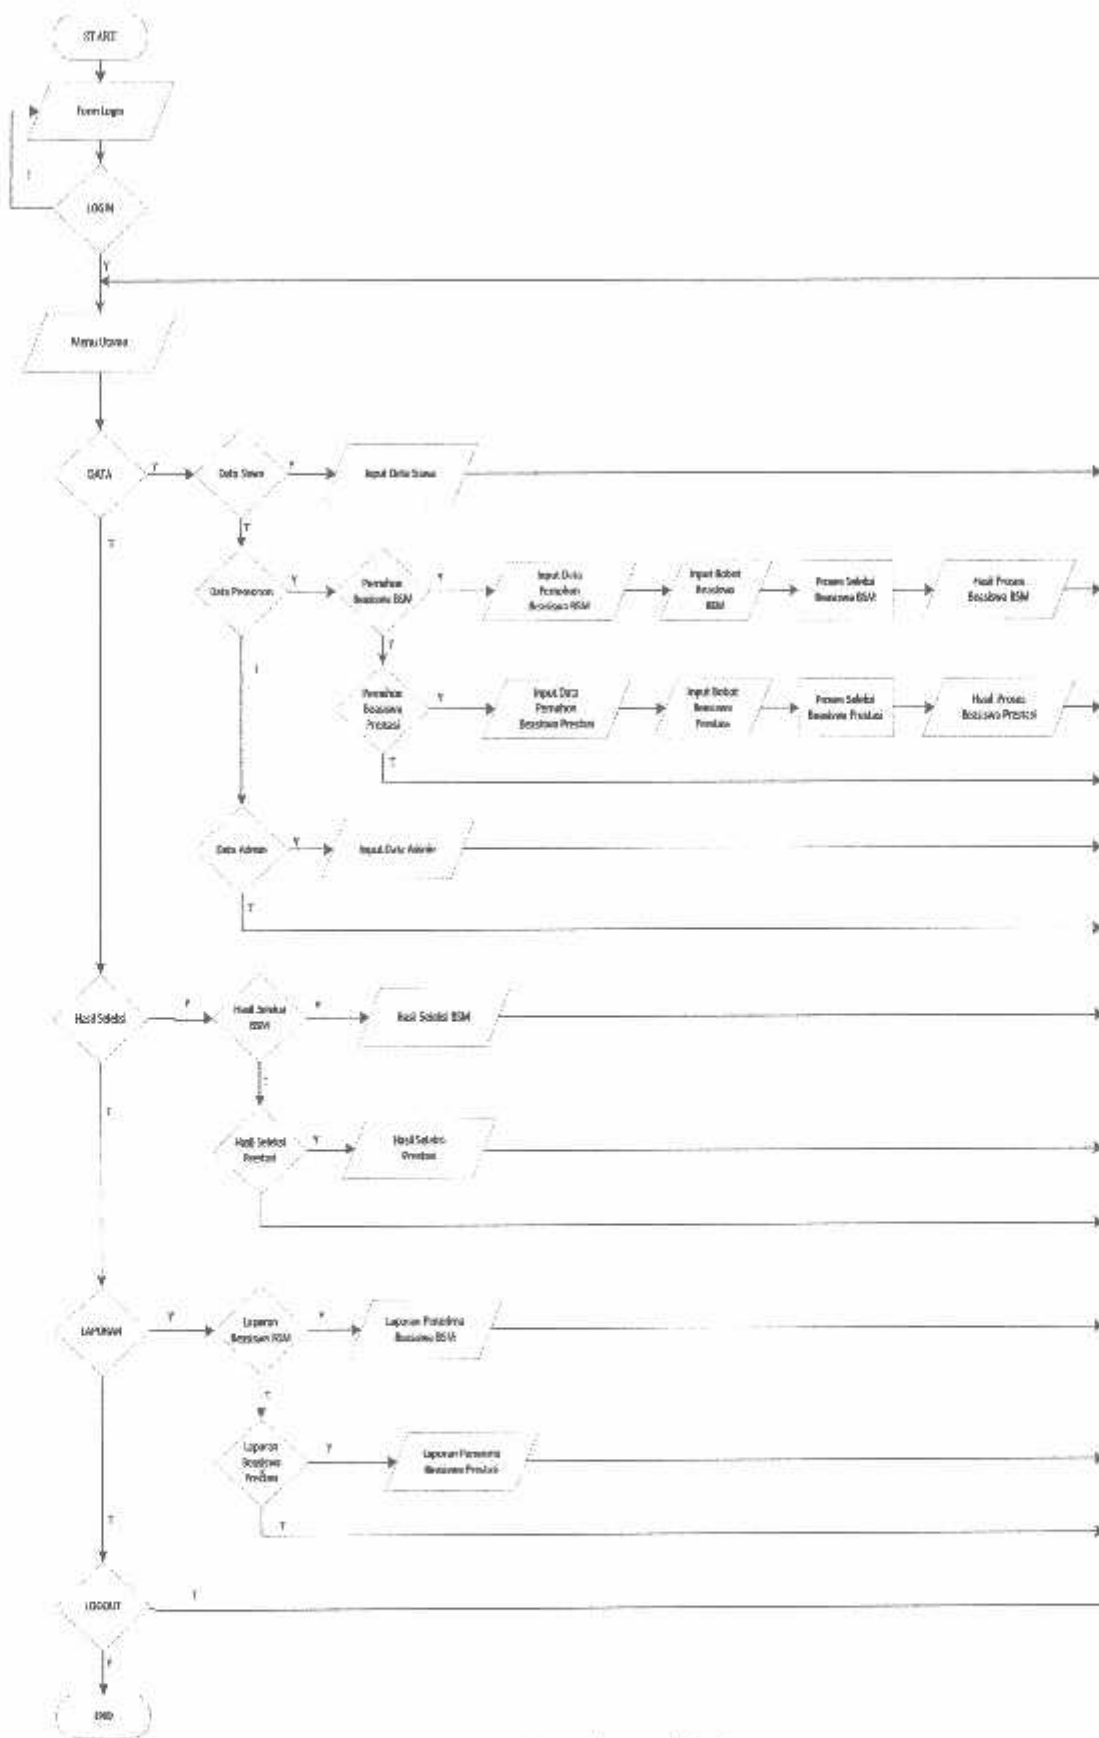 START
Form Login
T
LOGIN
Y
Menu Utama
DATA
Y
Data Siswa
Y
Input Data Siswa
T
T
Data Pemohon
Y
Pemohon
Beasiswa BSM
Y
Input Data
Pemohon
Beasiswa BSM
Input Bobot
Beasiswa
BSM
Proses Seleksi
Beasiswa BSM
Hasil Proses
Beasiswa BSM
T
Pemohon
Beasiswa
Prestasi
Y
Input Data
Pemohon
Beasiswa Prestasi
Input Bobot
Beasiswa
Prestasi
Proses Seleksi
Beasiswa Prestasi
Hasil Proses
Beasiswa Prestasi
T
Data Admin
Y
Input Data Admin
T
Hasil Seleksi
Y
Hasil Seleksi
BSM
Y
Hasil Seleksi BSM
T
Hasil Seleksi
Prestasi
Y
Hasil Seleksi
Prestasi
LAPORAN
Y
Laporan
Beasiswa BSM
Y
Laporan Penerima
Beasiswa BSM
T
Laporan
Beasiswa
Prestasi
Y
Laporan Penerima
Beasiswa Prestasi
T
T
LOGOUT
T
Y
END